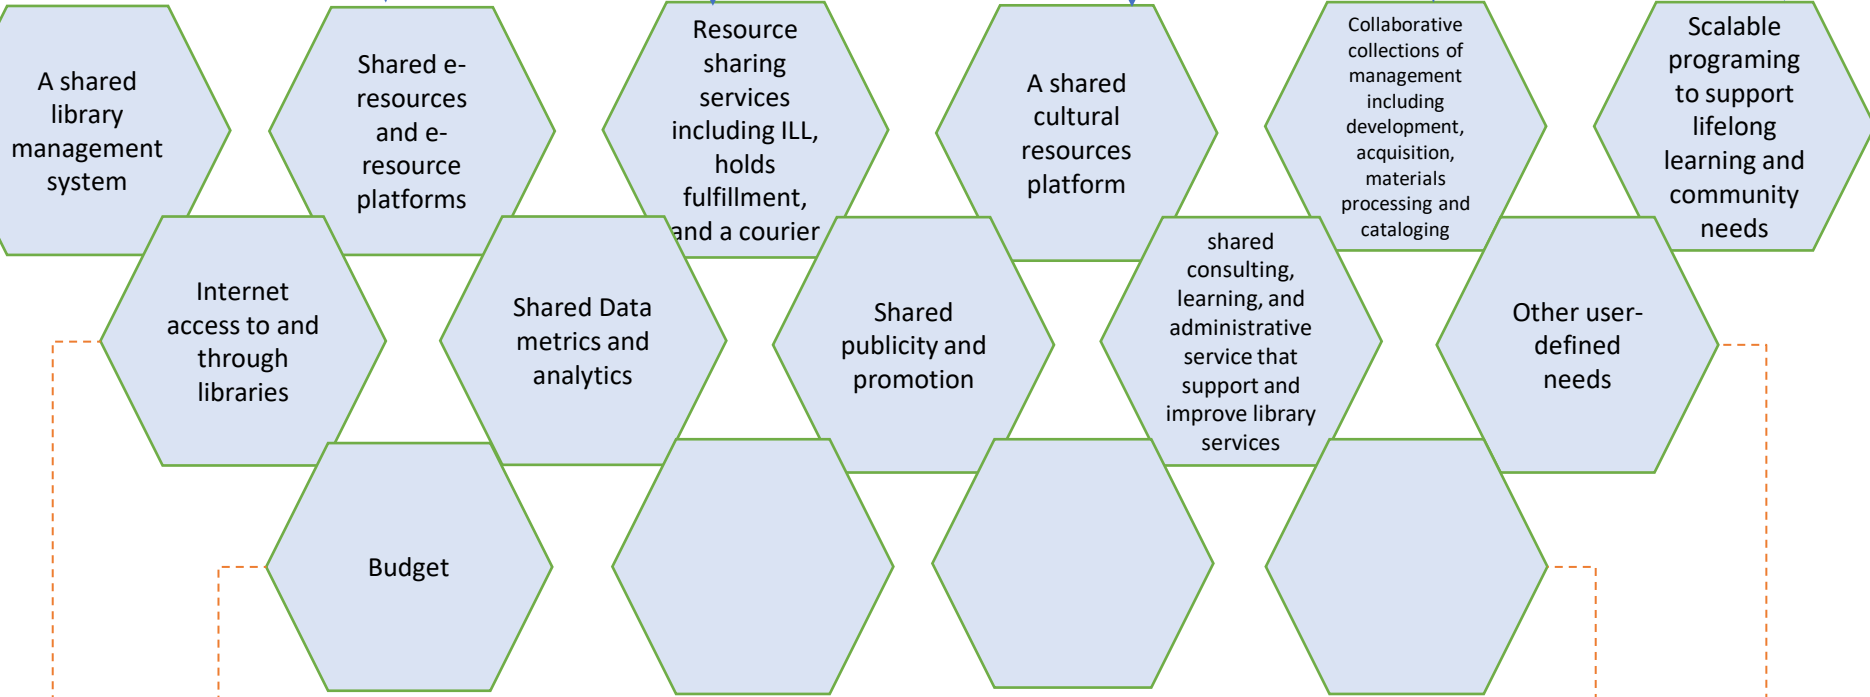 A shared
library
management
system
Shared e-
resources
and e-
resource
platforms
Resource
sharing
services
including ILL,
holds
fulfillment,
and a courier
A shared
cultural
resources
platform
Collaborative
collections of
management
including
development,
acquisition,
materials
processing and
cataloging
Scalable
programing
to support
lifelong
learning and
community
needs
Internet
access to and
through
libraries
Shared Data
metrics and
analytics
Shared
publicity and
promotion
shared
consulting,
learning, and
administrative
service that
support and
improve library
services
Other user-
defined
needs
Budget